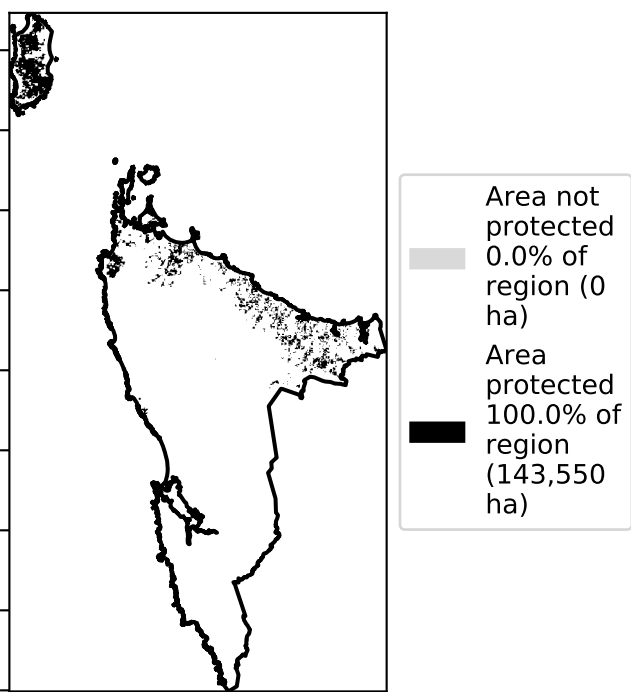 Area not
protected
0.0% of
region (0
ha)
Area
protected
100.0% of
region
(143,550
ha)